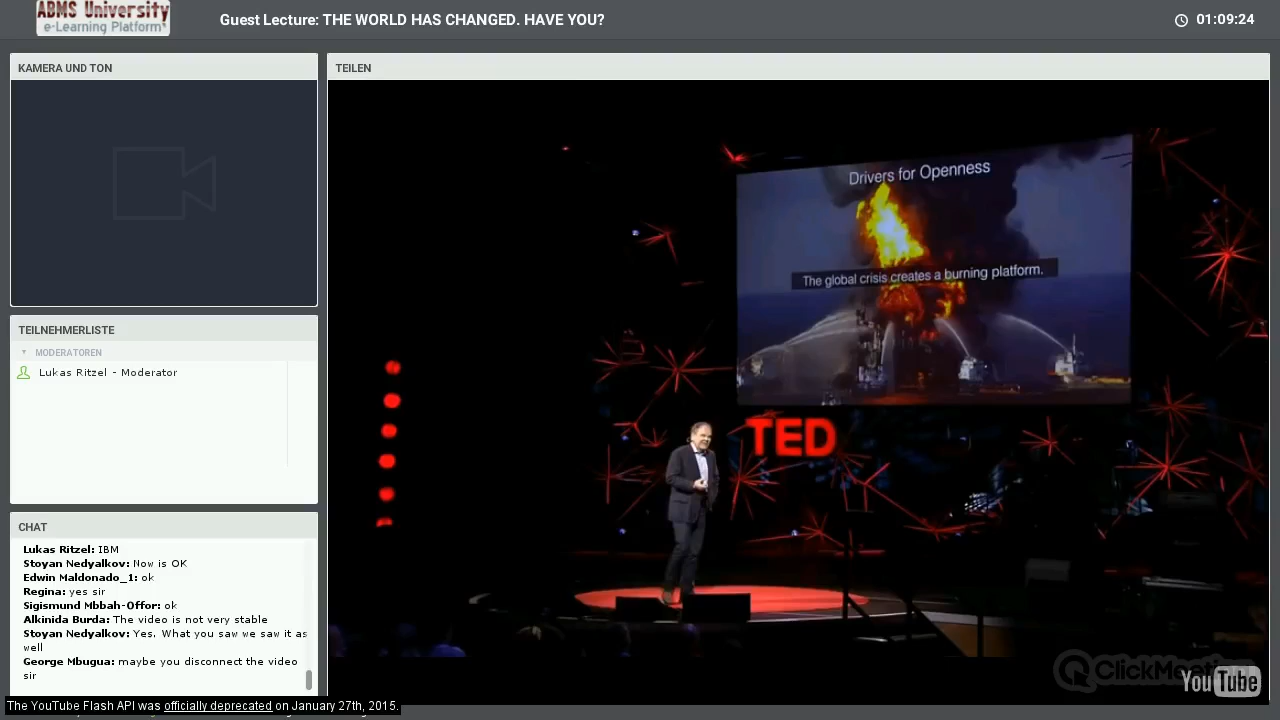 ABMS University
e-Learning Platform
Guest Lecture: THE WORLD HAS CHANGED. HAVE YOU?
01:09:24
KAMERA UND TON
TEILEN
Drivers for Openness
The global crisis creates a burning platform.
TED
TEILNEHMERLISTE
MODERATOREN
Lukas Ritzel - Moderator
CHAT
Lukas Ritzel: IBM
Stoyan Nedyalkov: Now is OK
Edwin Maldonado_1: ok
Regina: yes sir
Sigismund Mbbah-Offor: ok
Alkinida Burda: The video is not very stable
Stoyan Nedyalkov: Yes. What you saw we saw it as
well
George Mbugua: maybe you disconnect the video
sir
ClickMeeting
YouTube
The YouTube Flash API was officially deprecated on January 27th, 2015.